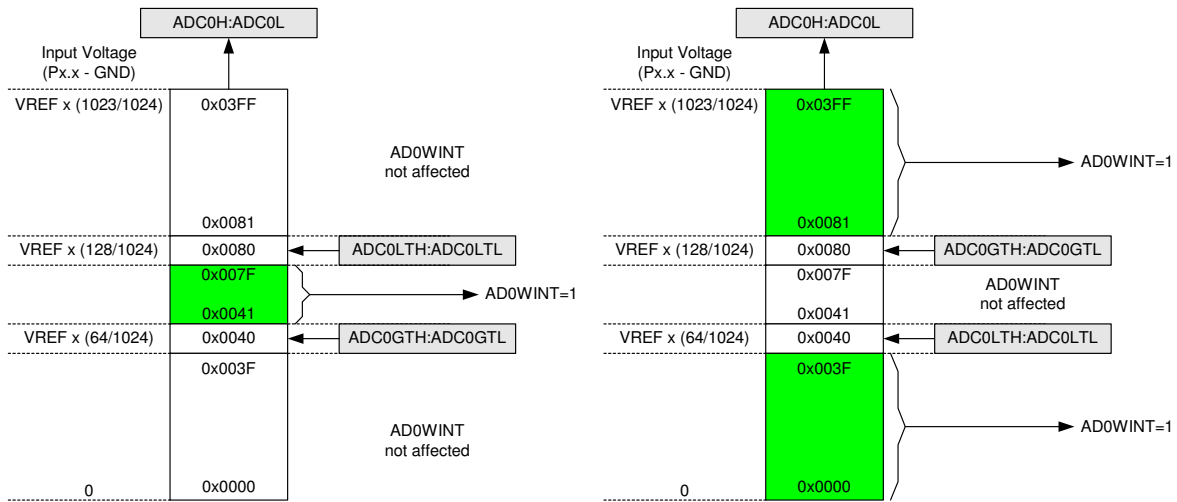 ADC0H:ADC0L
Input Voltage
(Px.x - GND)
VREF x (1023/1024)
0x03FF
AD0WINT
not affected
0x0081
VREF x (128/1024)
0x0080
ADC0LTH:ADC0LTL
0x007F
AD0WINT=1
0x0041
VREF x (64/1024)
0x0040
ADC0GTH:ADC0GTL
0x003F
AD0WINT
not affected
0
0x0000
ADC0H:ADC0L
Input Voltage
(Px.x - GND)
VREF x (1023/1024)
0x03FF
AD0WINT=1
0x0081
VREF x (128/1024)
0x0080
ADC0GTH:ADC0GTL
0x007F
AD0WINT
not affected
0x0041
VREF x (64/1024)
0x0040
ADC0LTH:ADC0LTL
0x003F
AD0WINT=1
0
0x0000